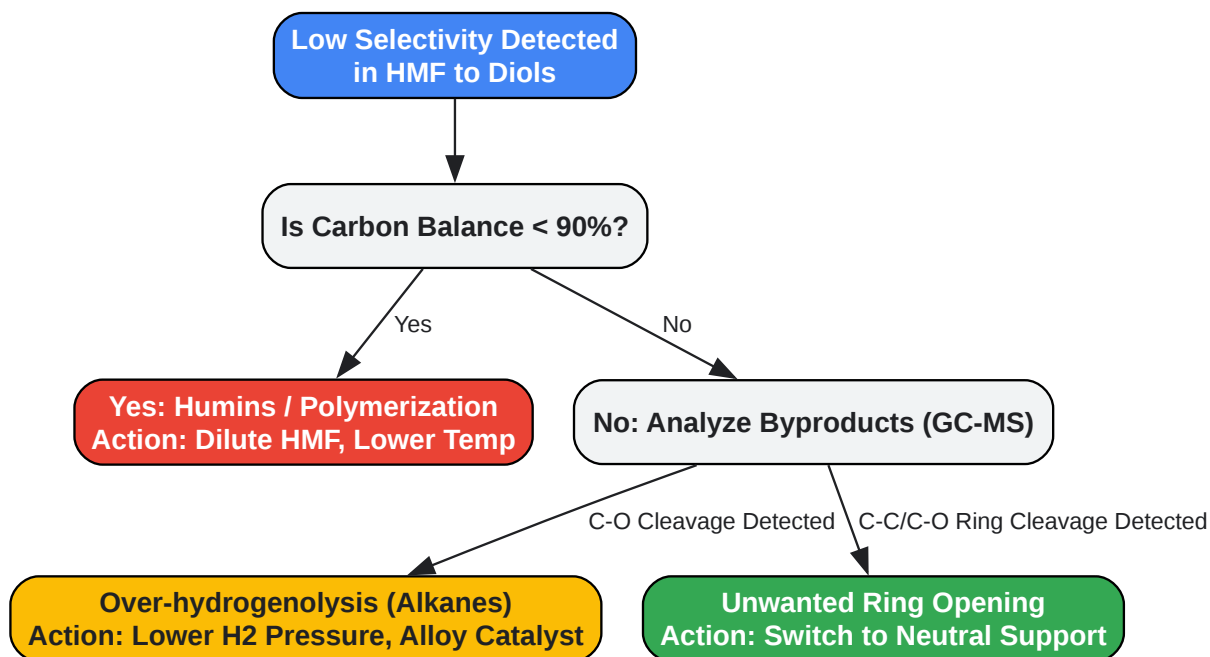 Low Selectivity Detected
in HMF to Diols
Is Carbon Balance < 90%?
Yes
No
Yes: Humins / Polymerization
Action: Dilute HMF, Lower Temp
No: Analyze Byproducts (GC-MS)
C-O Cleavage Detected
C-C/C-O Ring Cleavage Detected
Over-hydrogenolysis (Alkanes)
Action: Lower H2 Pressure, Alloy Catalyst
Unwanted Ring Opening
Action: Switch to Neutral Support